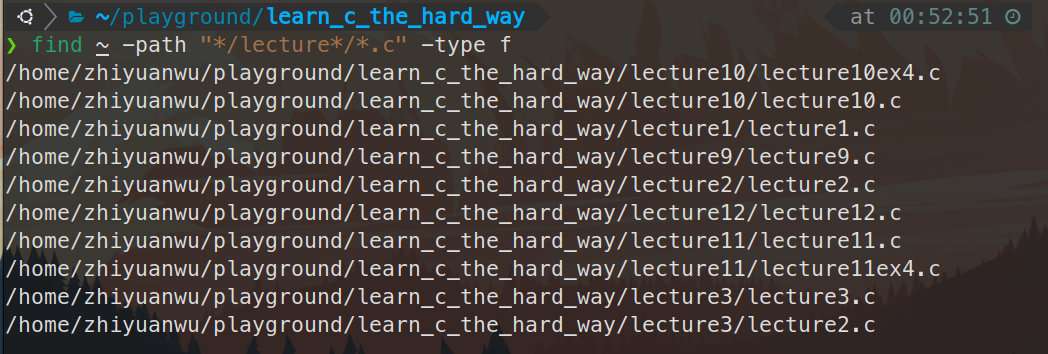 ~/playground/learn_c_the_hard_way at 00:52:51
❯ find ~ -path "*/lecture*/*.c" -type f
/home/zhiyuanwu/playground/learn_c_the_hard_way/lecture10/lecture10ex4.c
/home/zhiyuanwu/playground/learn_c_the_hard_way/lecture10/lecture10.c
/home/zhiyuanwu/playground/learn_c_the_hard_way/lecture1/lecture1.c
/home/zhiyuanwu/playground/learn_c_the_hard_way/lecture9/lecture9.c
/home/zhiyuanwu/playground/learn_c_the_hard_way/lecture2/lecture2.c
/home/zhiyuanwu/playground/learn_c_the_hard_way/lecture12/lecture12.c
/home/zhiyuanwu/playground/learn_c_the_hard_way/lecture11/lecture11.c
/home/zhiyuanwu/playground/learn_c_the_hard_way/lecture11/lecture11ex4.c
/home/zhiyuanwu/playground/learn_c_the_hard_way/lecture3/lecture3.c
/home/zhiyuanwu/playground/learn_c_the_hard_way/lecture3/lecture2.c